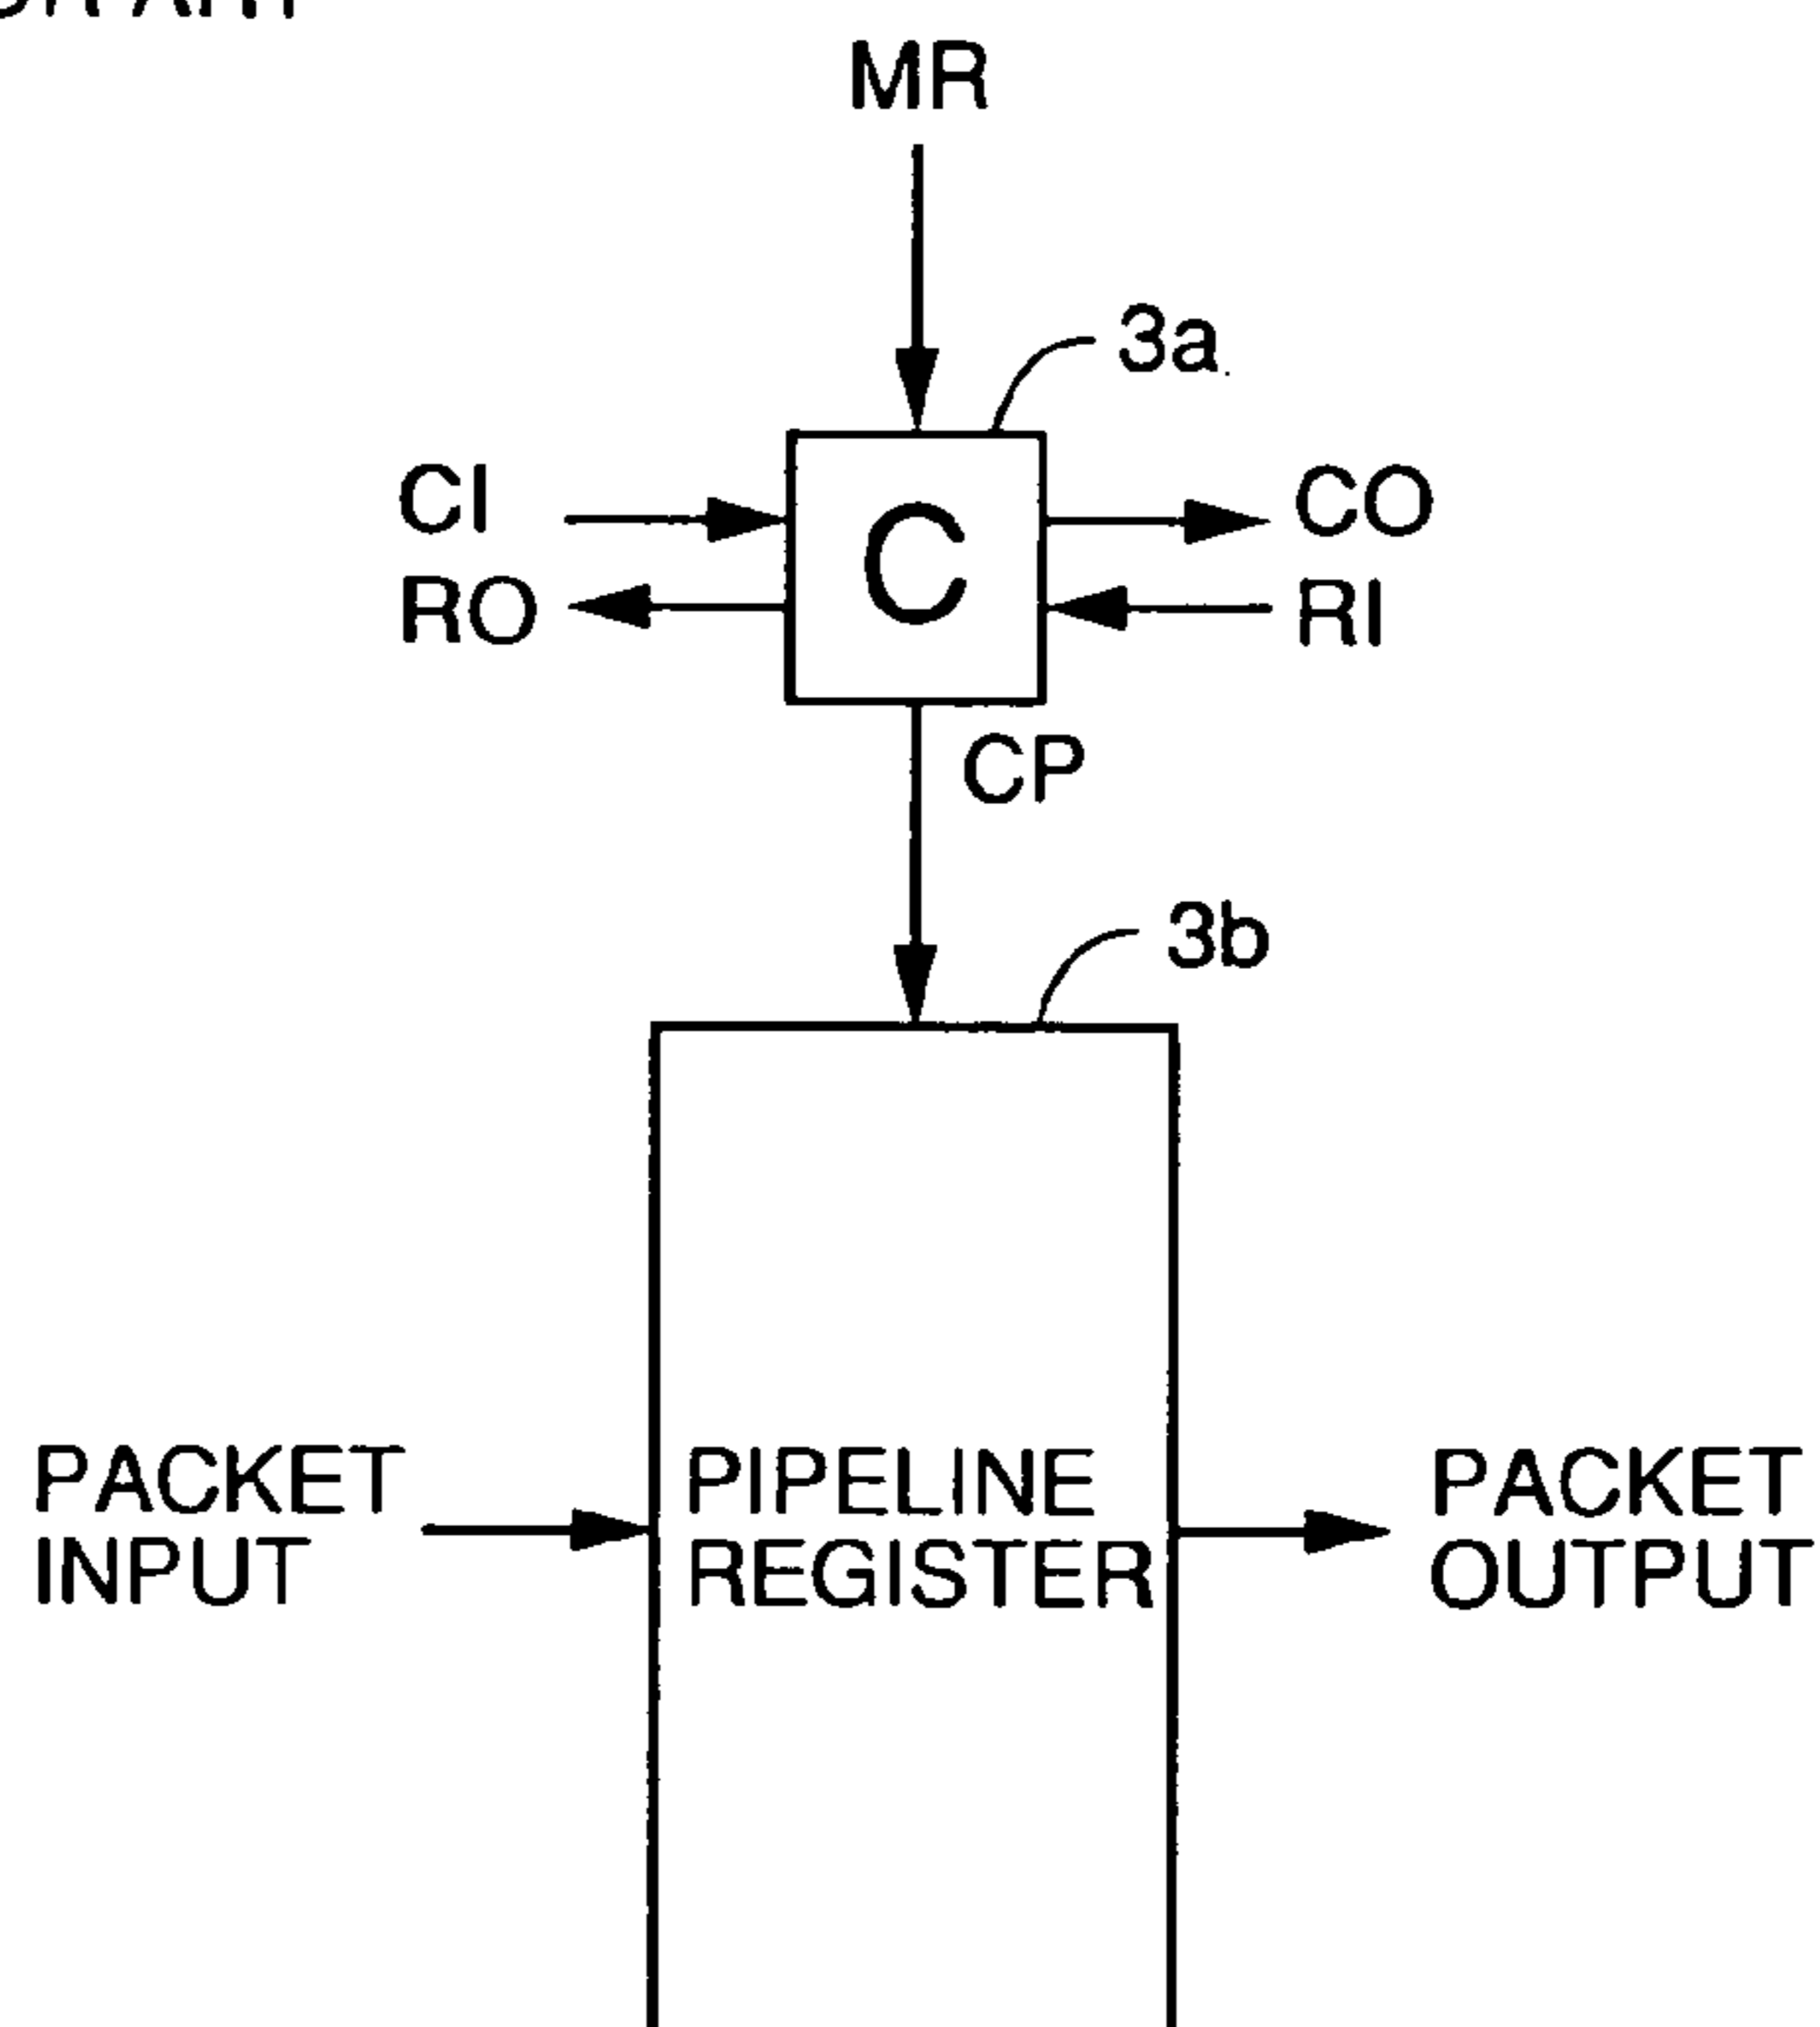 MR
3a
CI
CO
C
RO
RI
CP
3b
PACKET
INPUT
PIPELINE
REGISTER
PACKET
OUTPUT